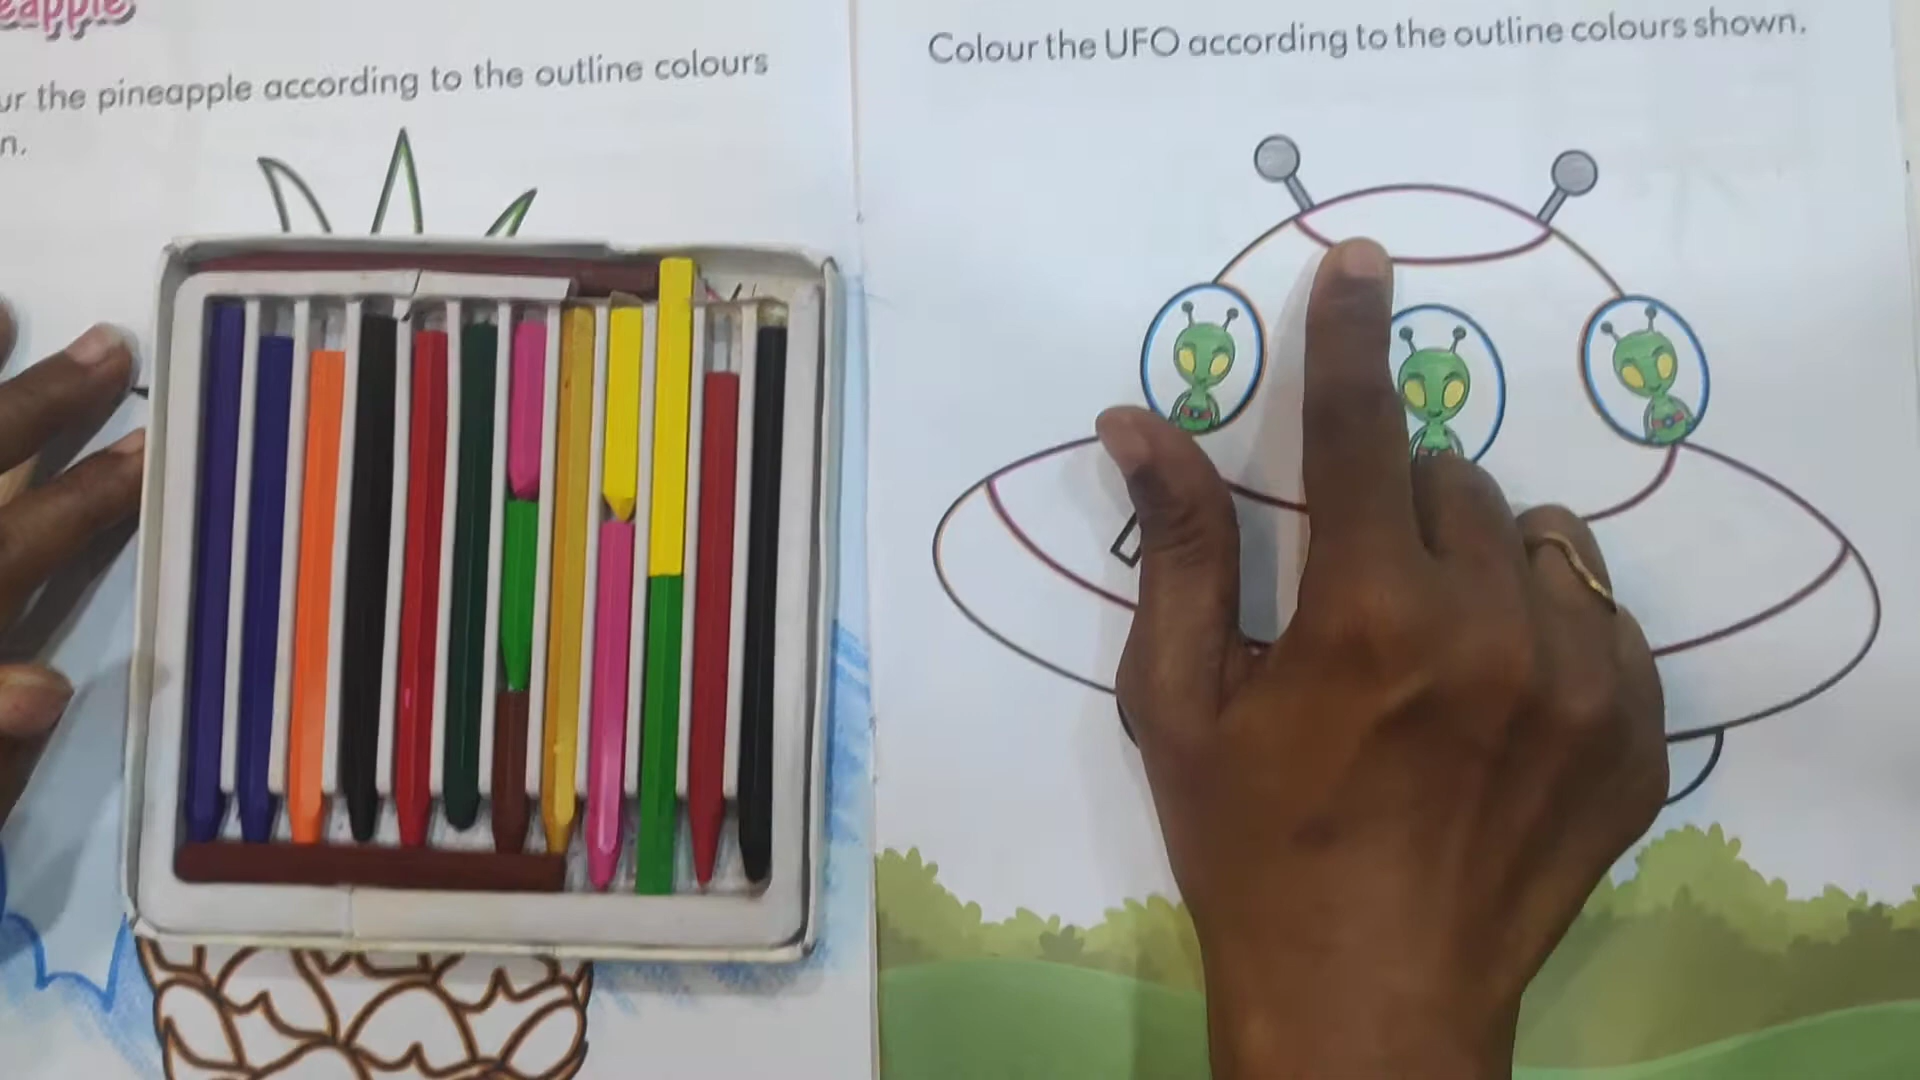 eapple
ur the pineapple according to the outline colours
n.
Colour the UFO according to the outline colours shown.